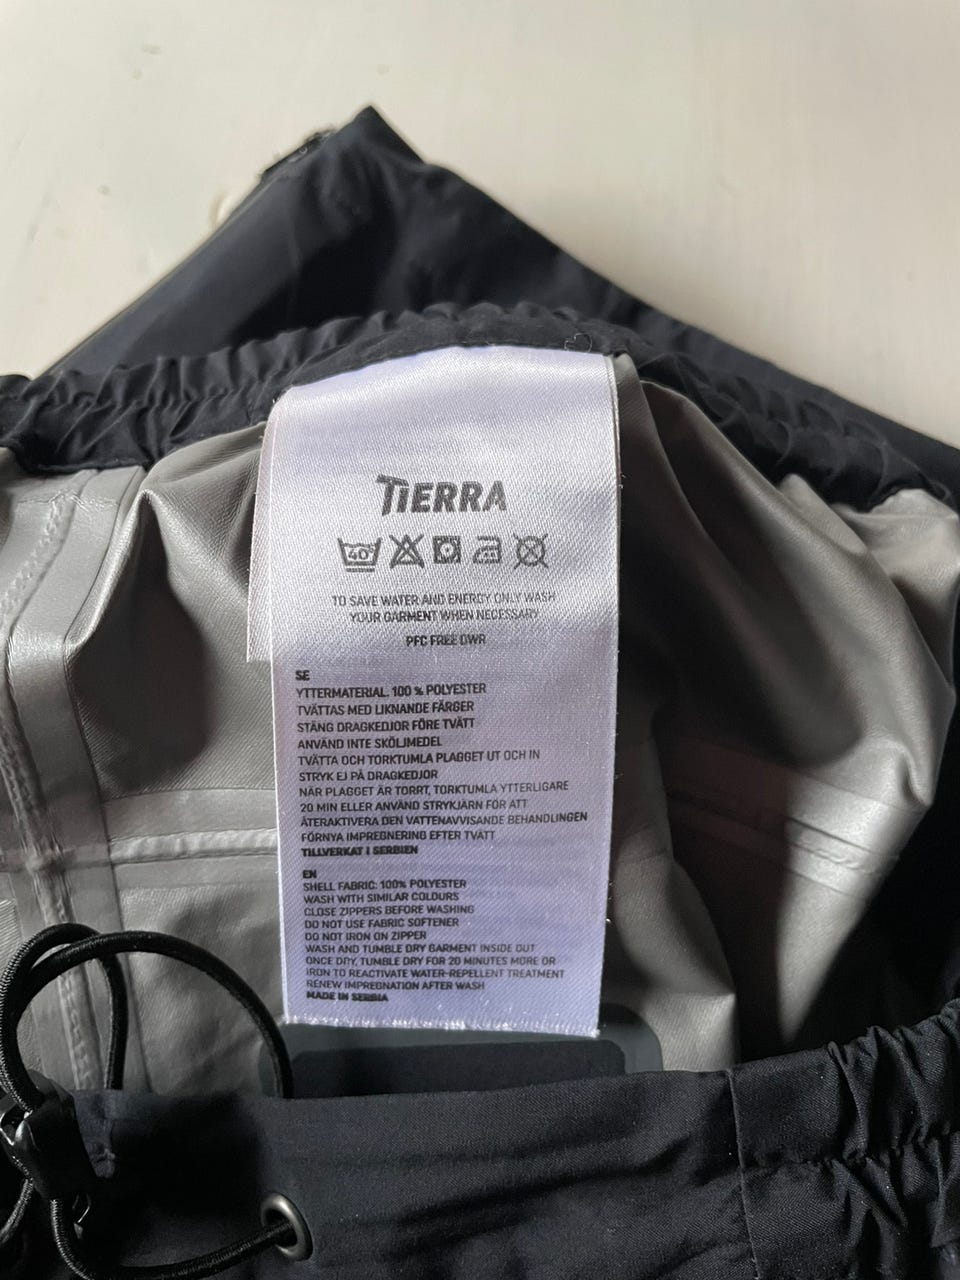 TIERRA
40°
TO SAVE WATER AND ENERGY ONLY WASH
YOUR GARMENT WHEN NECESSARY
PFC FREE DWR
SE
YTTERMATERIAL: 100 % POLYESTER
TVÄTTAS MED LIKNANDE FÄRGER
STÄNG DRAGKEDJOR FÖRE TVÄTT
ANVÄND INTE SKÖLJMEDEL
TVÄTTA OCH TORKTUMLA PLAGGET UT OCH IN
STRYK EJ PÅ DRAGKEDJOR
NÄR PLAGGET ÄR TORRT, TORKTUMLA YTTERLIGARE
20 MIN ELLER ANVÄND STRYKJÄRN FÖR ATT
ÅTERAKTIVERA DEN VATTENAVVISANDE BEHANDLINGEN
FÖRNYA IMPREGNERING EFTER TVÄTT
TILLVERKAT I SERBIEN
EN
SHELL FABRIC: 100% POLYESTER
WASH WITH SIMILAR COLOURS
CLOSE ZIPPERS BEFORE WASHING
DO NOT USE FABRIC SOFTENER
DO NOT IRON ON ZIPPER
WASH AND TUMBLE DRY GARMENT INSIDE OUT
ONCE DRY, TUMBLE DRY FOR 20 MINUTES MORE OR
IRON TO REACTIVATE WATER-REPELLENT TREATMENT
RENEW IMPREGNATION AFTER WASH
MADE IN SERBIA